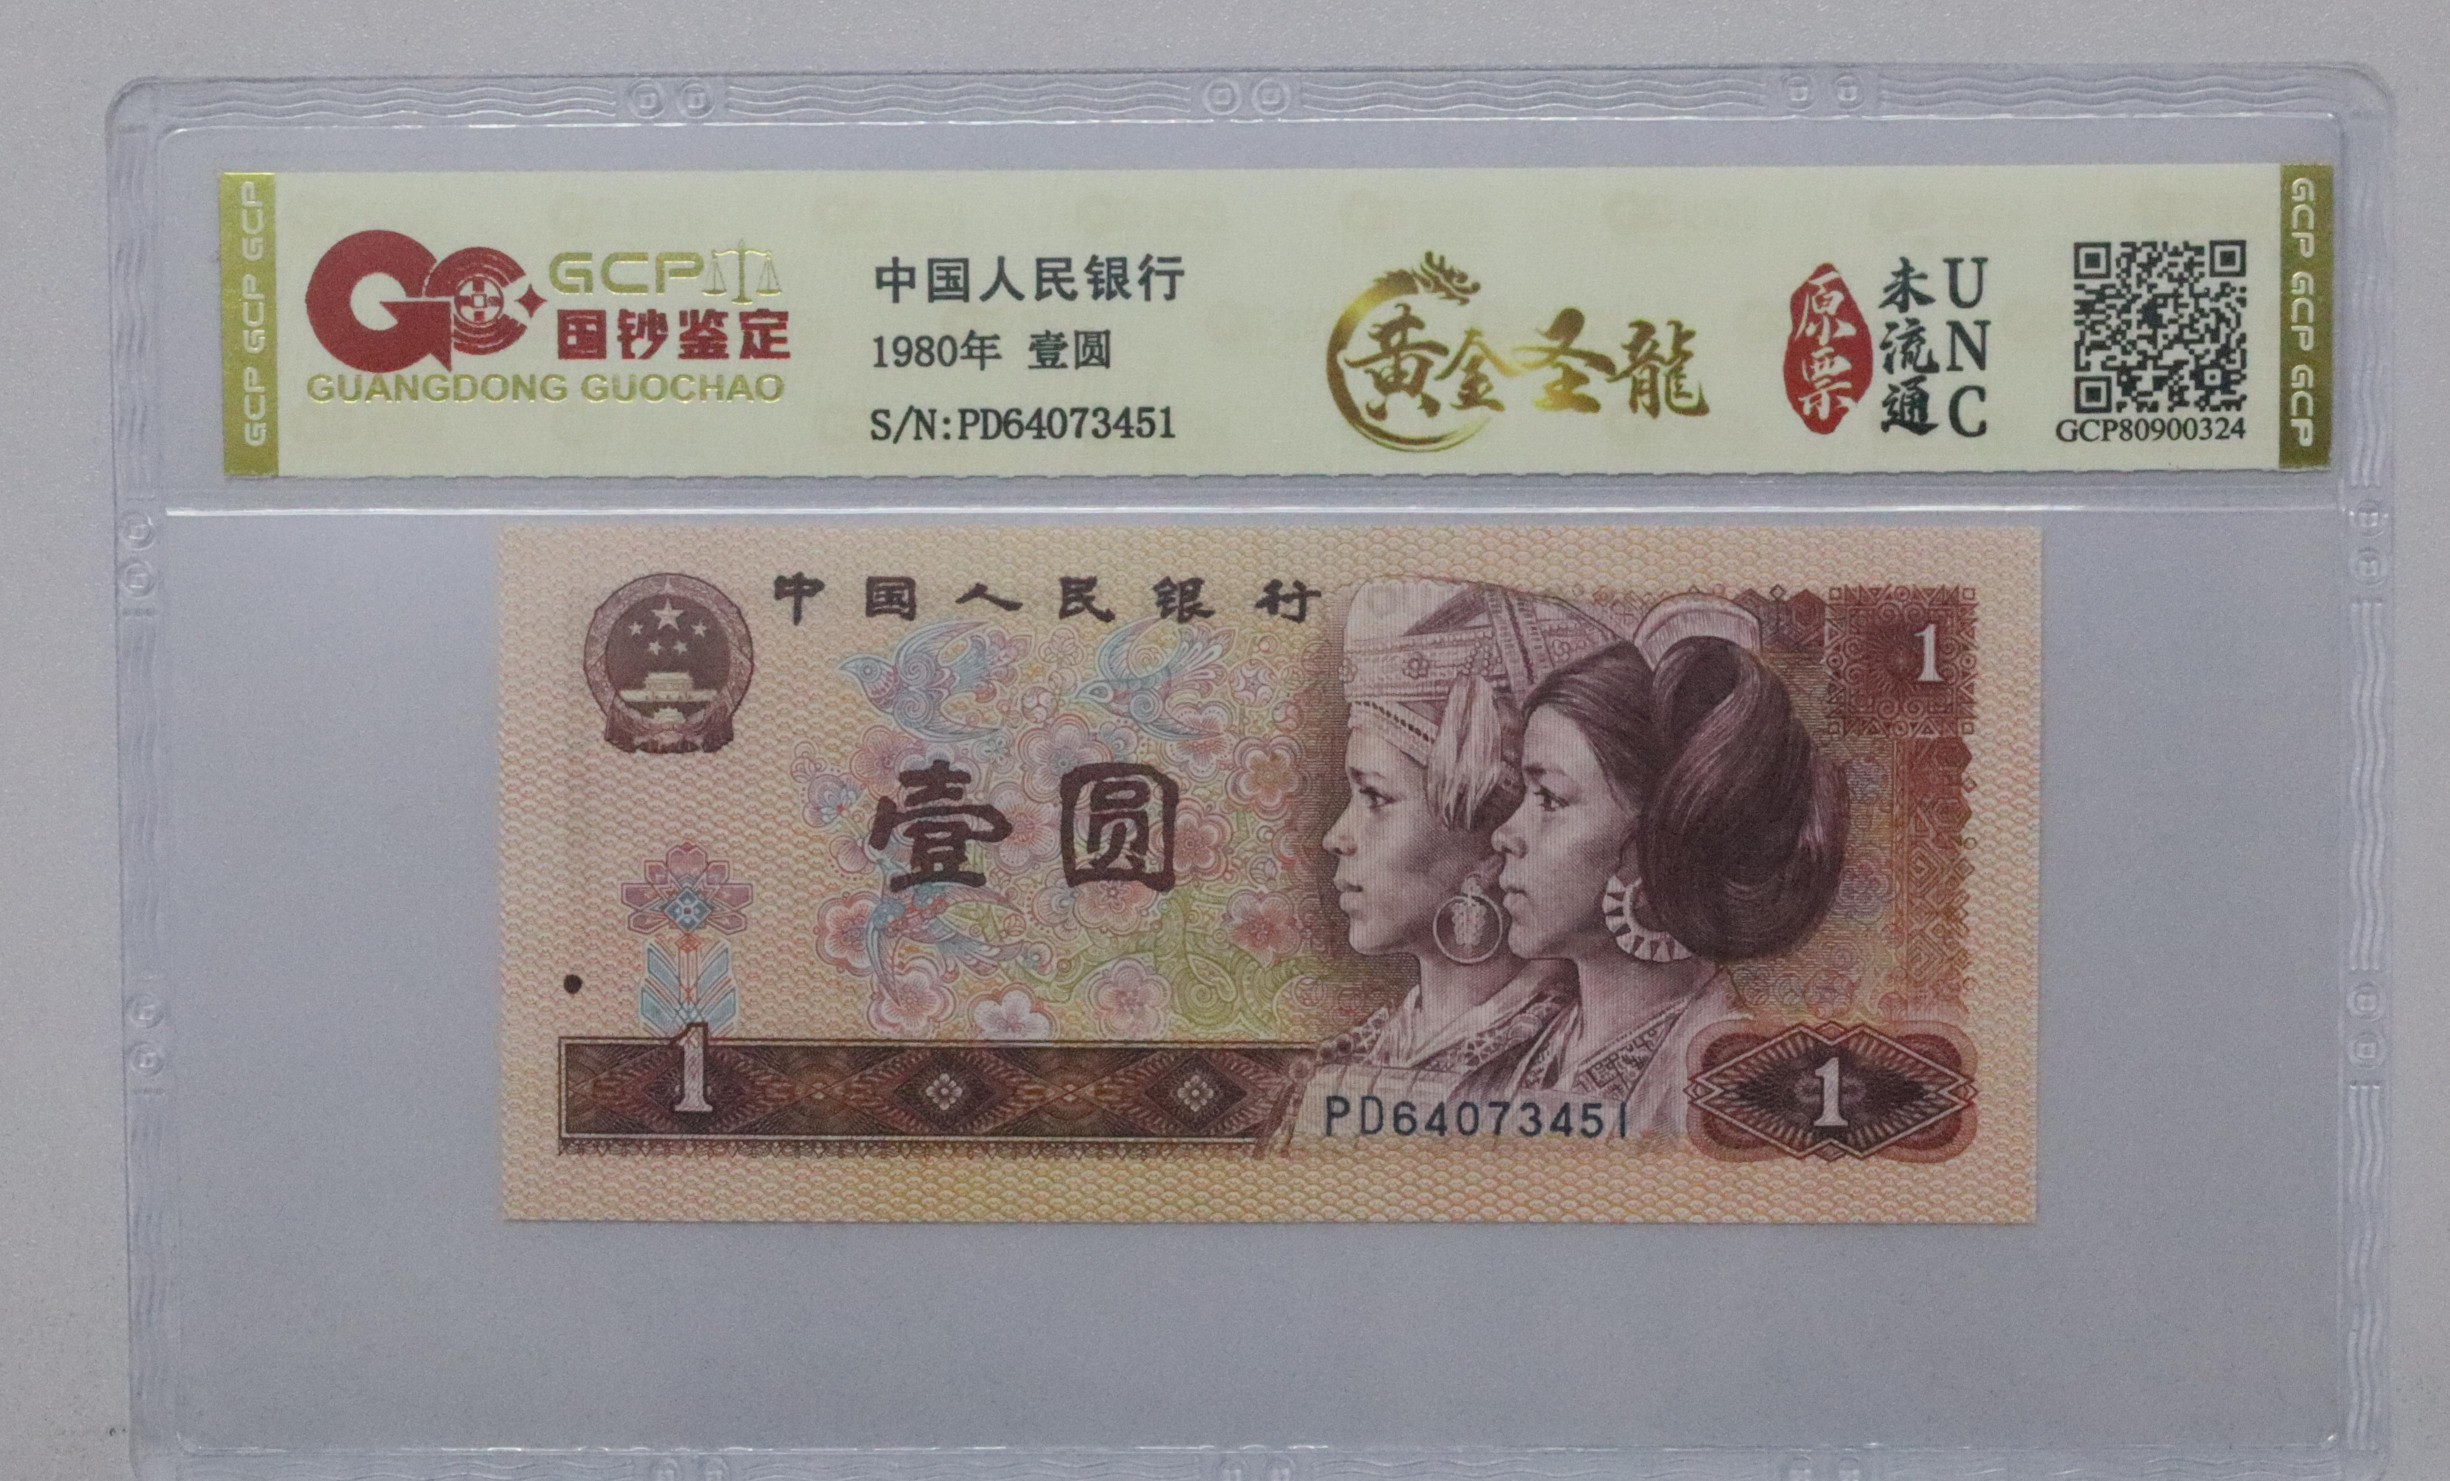 GCP GCP GCP
GCP
国钞鉴定
GUANGDONG GUOCHAO
中国人民银行
1980年 壹圆
S/N:PD64073451
黄金圣龍
原票
未流通
UNC
GCP80900324
GCP GCP GCP GCP
中国人民银行
1
壹圆
1
PD64073451
1